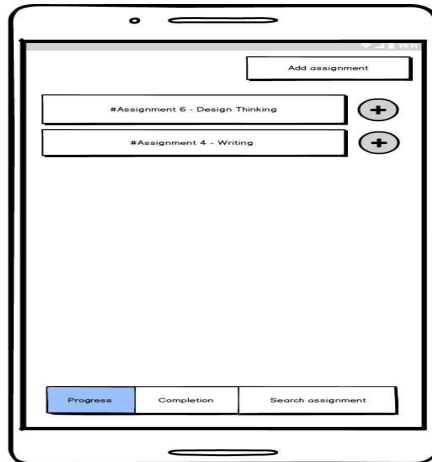 Add assignment
#Assignment 6 - Design Thinking
#Assignment 4 - Writing
Progress Completion Search assignment